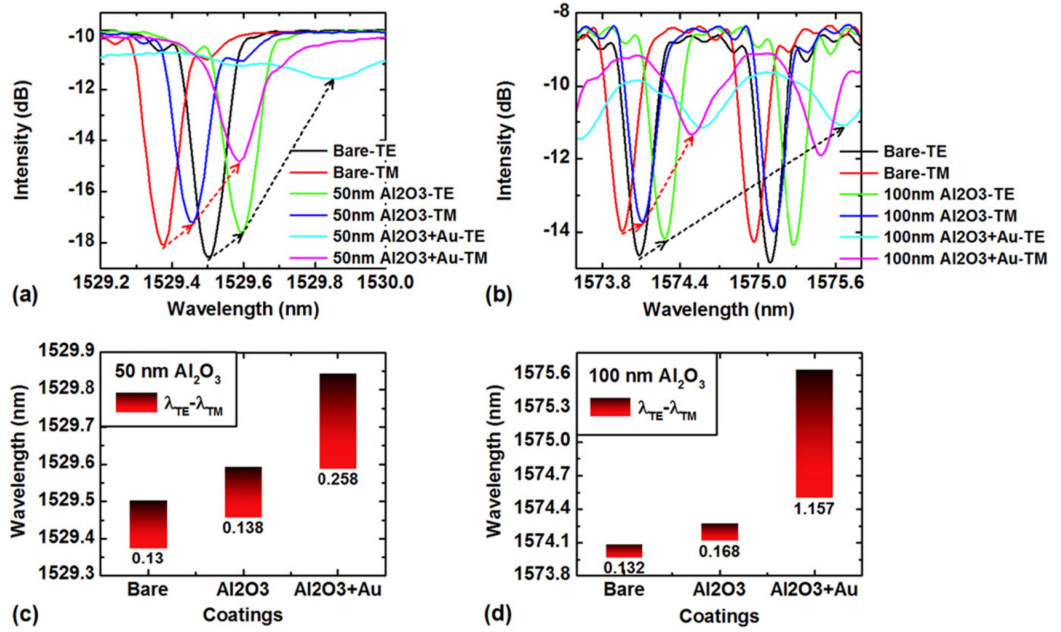 -8
-10
-12
-14
-16
-18
Intensity (dB)
Bare-TE
Bare-TM
50nm Al2O3-TE
50nm Al2O3-TM
50nm Al2O3+Au-TE
50nm Al2O3+Au-TM
1529.2 1529.4 1529.6 1529.8 1530.0
(a) Wavelength (nm)
-8
-10
-12
-14
Intensity (dB)
Bare-TE
Bare-TM
100nm Al2O3-TE
100nm Al2O3-TM
100nm Al2O3+Au-TE
100nm Al2O3+Au-TM
1573.8 1574.4 1575.0 1575.6
(b) Wavelength (nm)
1529.9
1529.8
1529.7
1529.6
1529.5
1529.4
1529.3
Wavelength (nm)
50 nm Al₂O₃
λTE-λTM
0.13
0.138
0.258
Bare Al2O3 Al2O3+Au
(c) Coatings
1575.6
1575.3
1575.0
1574.7
1574.4
1574.1
1573.8
Wavelength (nm)
100 nm Al₂O₃
λTE-λTM
0.132
0.168
1.157
Bare Al2O3 Al2O3+Au
(d) Coatings